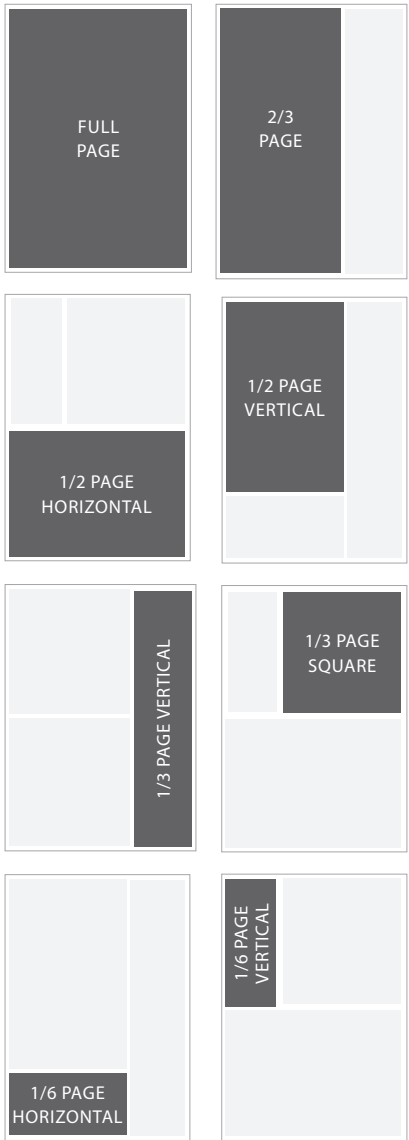 FULL
PAGE
2/3
PAGE
1/2 PAGE
HORIZONTAL
1/2 PAGE
VERTICAL
1/3 PAGE VERTICAL
1/3 PAGE
SQUARE
1/6 PAGE
HORIZONTAL
1/6 PAGE
VERTICAL